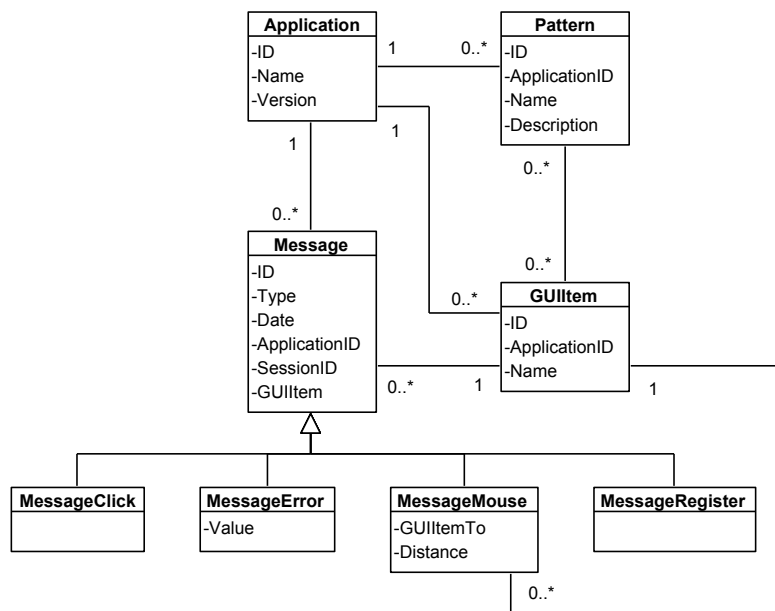 Application
-ID
-Name
-Version
1
0..*
Pattern
-ID
-ApplicationID
-Name
-Description
1
1
0..*
0..*
0..*
0..*
Message
-ID
-Type
-Date
-ApplicationID
-SessionID
-GUIItem
GUIItem
-ID
-ApplicationID
-Name
0..*
1
1
MessageClick
MessageError
-Value
MessageMouse
-GUIItemTo
-Distance
MessageRegister
0..*